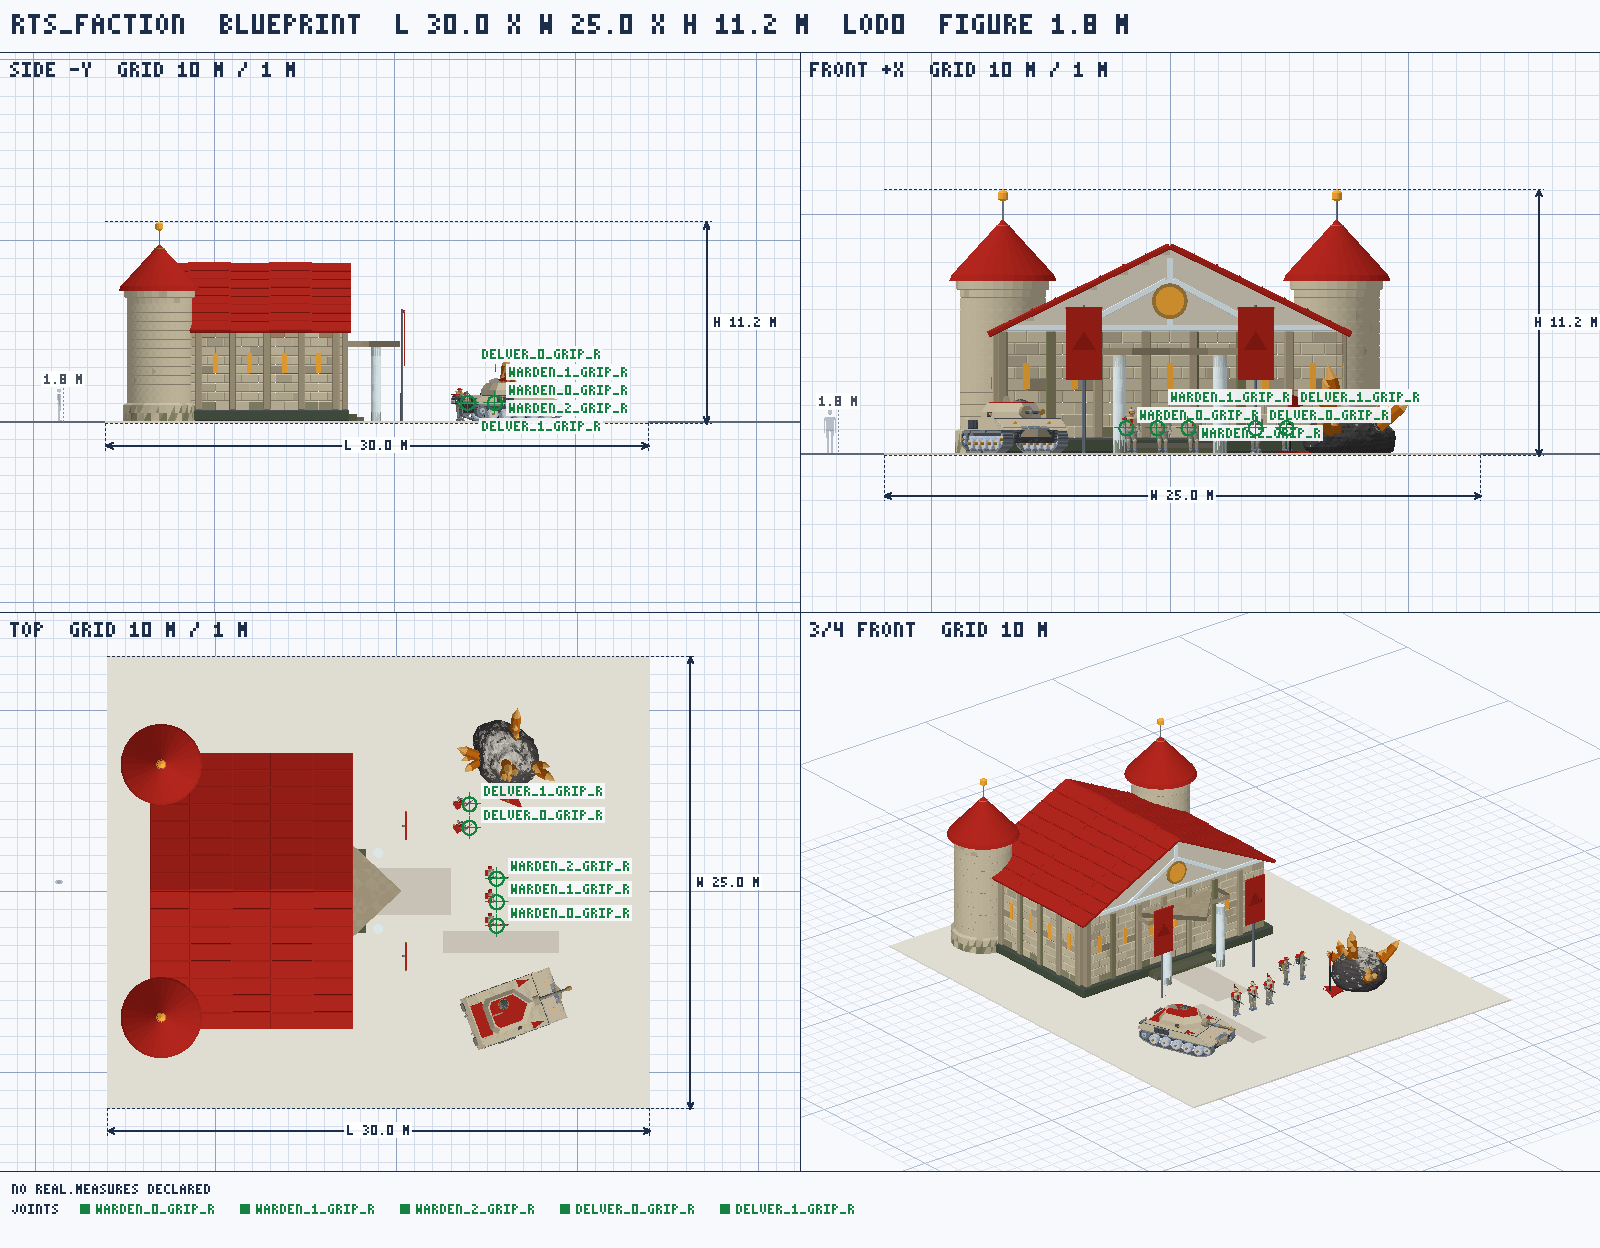 RTS_FACTION BLUEPRINT L 30.0 X W 25.0 X H 11.2 M LOD0 FIGURE 1.8 M
SIDE -Y GRID 10 M / 1 M
1.8 M
H 11.2 M
DELVER_0_GRIP_R
WARDEN_1_GRIP_R
WARDEN_0_GRIP_R
WARDEN_2_GRIP_R
DELVER_1_GRIP_R
L 30.0 M
FRONT +X GRID 10 M / 1 M
1.8 M
H 11.2 M
WARDEN_1_GRIP_R DELVER_1_GRIP_R
WARDEN_0_GRIP_R DELVER_0_GRIP_R
WARDEN_2_GRIP_R
W 25.0 M
TOP GRID 10 M / 1 M
DELVER_1_GRIP_R
DELVER_0_GRIP_R
WARDEN_2_GRIP_R
WARDEN_1_GRIP_R
WARDEN_0_GRIP_R
W 25.0 M
L 30.0 M
3/4 FRONT GRID 10 M
NO REAL.MEASURES DECLARED
JOINTS WARDEN_0_GRIP_R WARDEN_1_GRIP_R WARDEN_2_GRIP_R DELVER_0_GRIP_R DELVER_1_GRIP_R